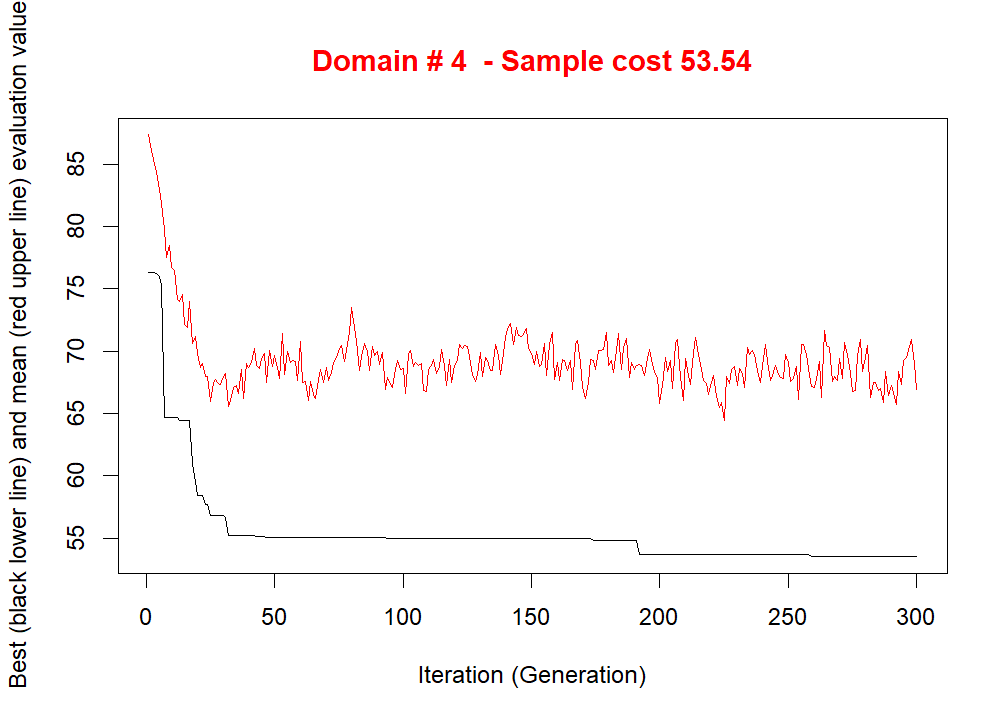 Domain # 4  - Sample cost 53.54
Best (black lower line) and mean (red upper line) evaluation value
85
80
75
70
65
60
55
0 50 100 150 200 250 300
Iteration (Generation)